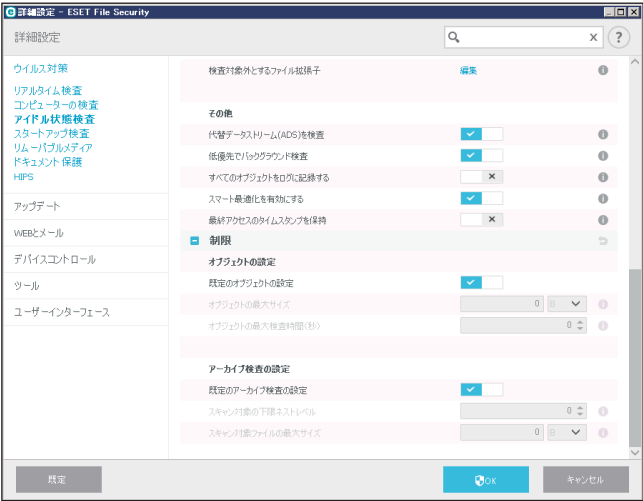 詳細設定 - ESET File Security
詳細設定
ウイルス対策
リアルタイム検査
コンピューターの検査
アイドル状態検査
スタートアップ検査
リムーバブルメディア
ドキュメント保護
HIPS
アップデート
WEBとメール
デバイスコントロール
ツール
ユーザーインターフェース
検査対象外とするファイル拡張子 編集
その他
代替データストリーム(ADS)を検査
低優先でバックグラウンド検査
すべてのオブジェクトをログに記録する
スマート最適化を有効にする
最終アクセスのタイムスタンプを保持
制限
オブジェクトの設定
既定のオブジェクトの設定
オブジェクトの最大サイズ 0 B
オブジェクトの最大検査時間(秒) 0
アーカイブ検査の設定
既定のアーカイブ検査の設定
スキャン対象の下限ネストレベル 0
スキャン対象ファイルの最大サイズ 0 B
既定 OK キャンセル